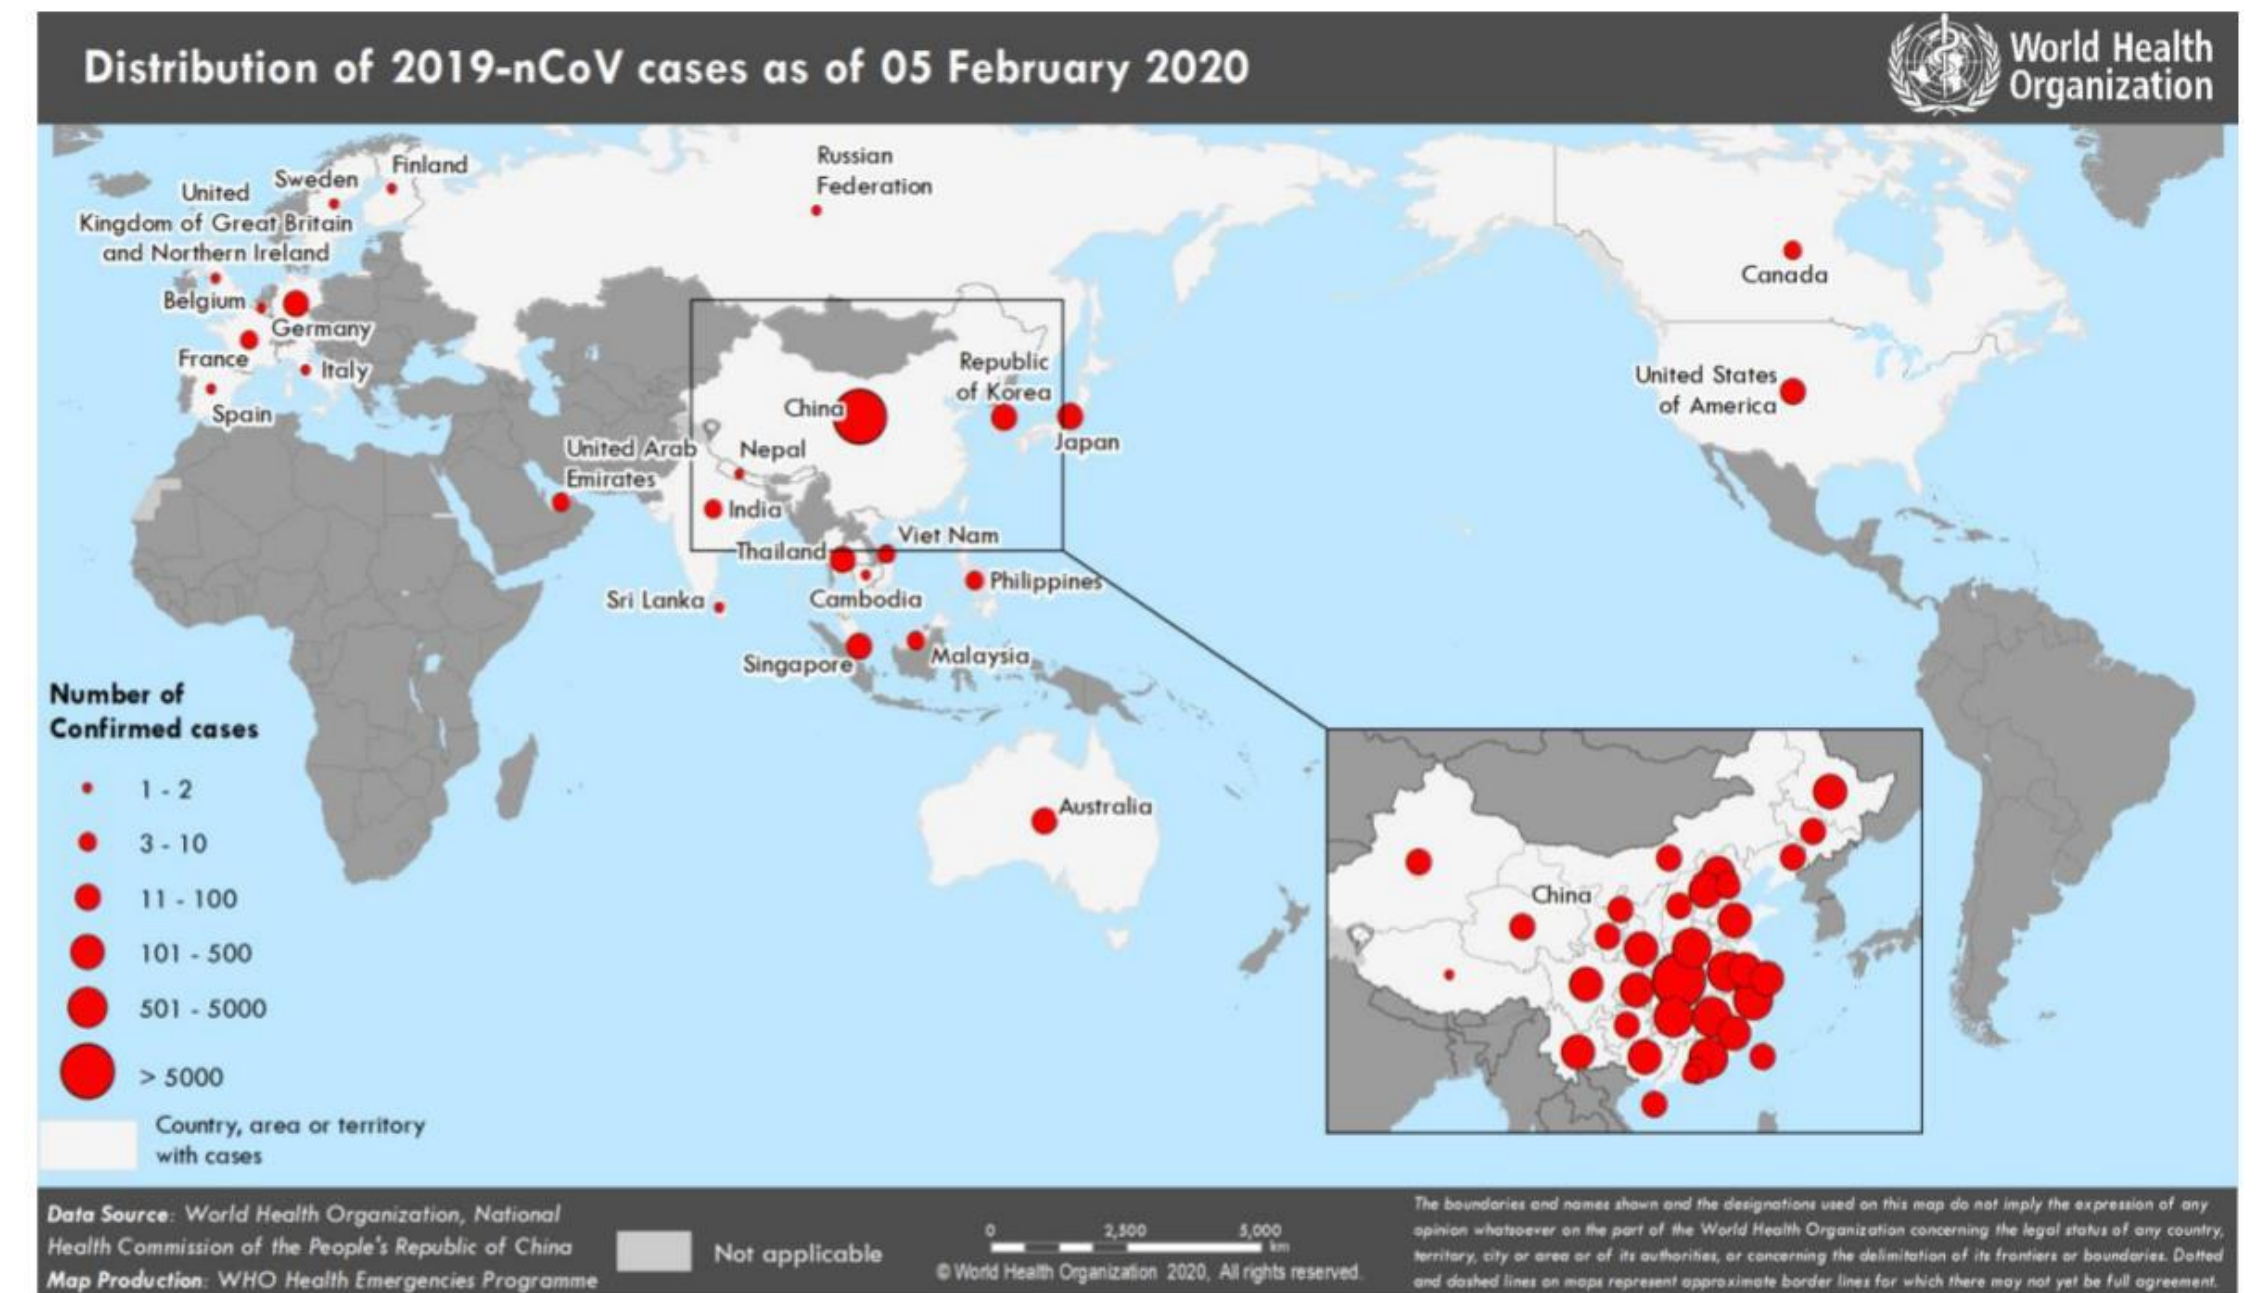 Distribution of 2019-nCoV cases as of 05 February 2020
World Health
Organization
Finland
Sweden
United
Kingdom of Great Britain
and Northern Ireland
Belgium
Germany
France
Italy
Spain
Russian
Federation
Canada
United States
of America
Republic
of Korea
China
Japan
United Arab
Emirates
Nepal
India
Viet Nam
Thailand
Philippines
Sri Lanka
Cambodia
Singapore
Malaysia
Australia
China
Number of
Confirmed cases
1 - 2
3 - 10
11 - 100
101 - 500
501 - 5000
> 5000
Country, area or territory
with cases
Data Source: World Health Organization, National
Health Commission of the People's Republic of China
Map Production: WHO Health Emergencies Programme
Not applicable
0 2,500 5,000
km
© World Health Organization 2020, All rights reserved.
The boundaries and names shown and the designations used on this map do not imply the expression of any
opinion whatsoever on the part of the World Health Organization concerning the legal status of any country,
territory, city or area or of its authorities, or concerning the delimitation of its frontiers or boundaries. Dotted
and dashed lines on maps represent approximate border lines for which there may not yet be full agreement.